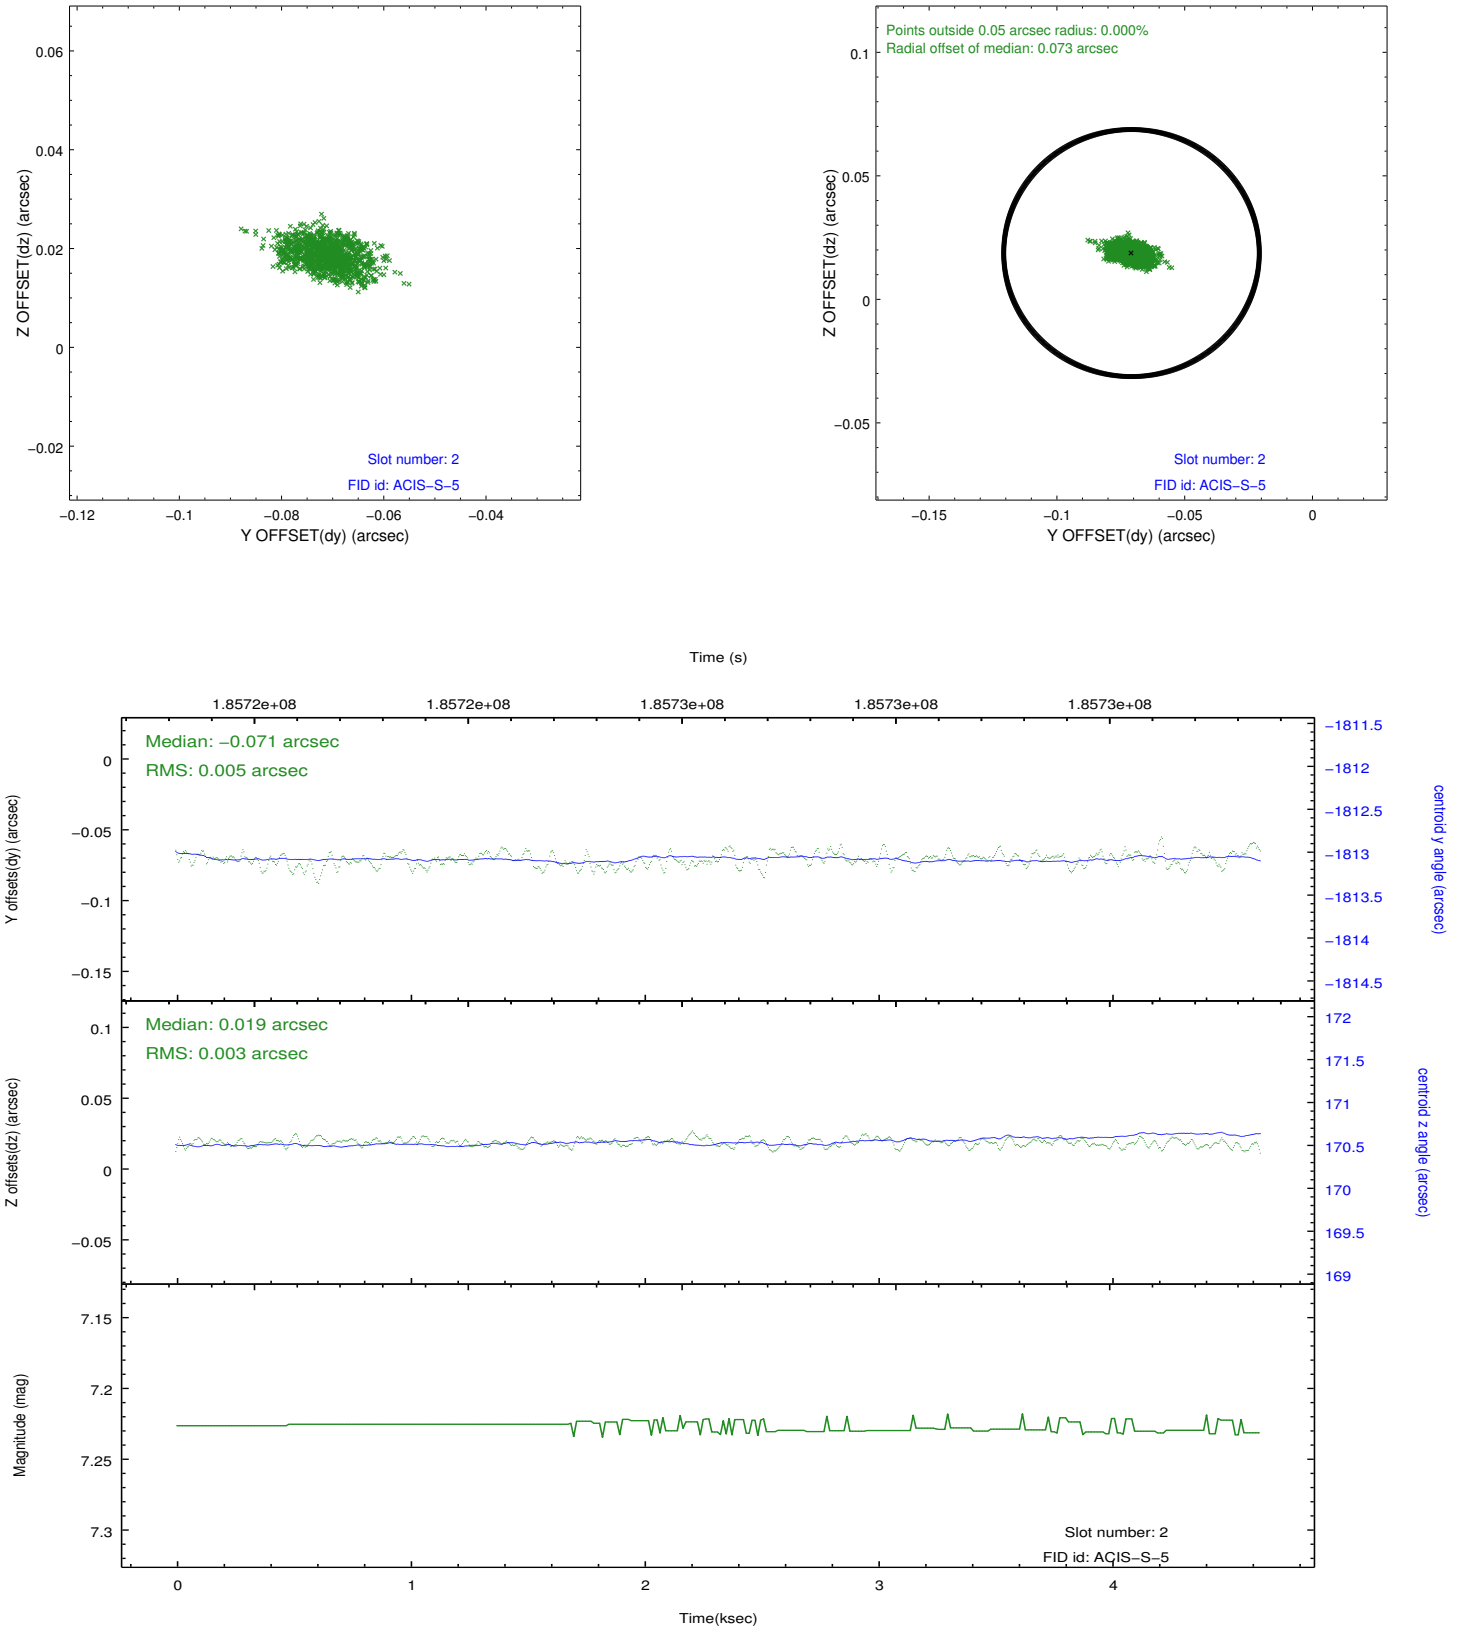 0.06
0.04
0.02
0
−0.02
Z OFFSET(dz) (arcsec)
Slot number: 2
FID id: ACIS−S−5
−0.12 −0.1 −0.08 −0.06 −0.04
Y OFFSET(dy) (arcsec)
Points outside 0.05 arcsec radius: 0.000%
Radial offset of median: 0.073 arcsec
0.1
0.05
0
−0.05
Z OFFSET(dz) (arcsec)
Slot number: 2
FID id: ACIS−S−5
−0.15 −0.1 −0.05 0
Y OFFSET(dy) (arcsec)
Time (s)
1.8572e+08 1.8572e+08 1.8573e+08 1.8573e+08 1.8573e+08
Median: −0.071 arcsec
RMS: 0.005 arcsec
0
−0.05
−0.1
−0.15
Y offsets(dy) (arcsec)
−1811.5
−1812
−1812.5
−1813
−1813.5
−1814
−1814.5
centroid y angle (arcsec)
Median: 0.019 arcsec
RMS: 0.003 arcsec
0.1
0.05
0
−0.05
Z offsets(dz) (arcsec)
172
171.5
171
170.5
170
169.5
169
centroid z angle (arcsec)
7.15
7.2
7.25
7.3
Magnitude (mag)
Slot number: 2
FID id: ACIS−S−5
0 1 2 3 4
Time(ksec)